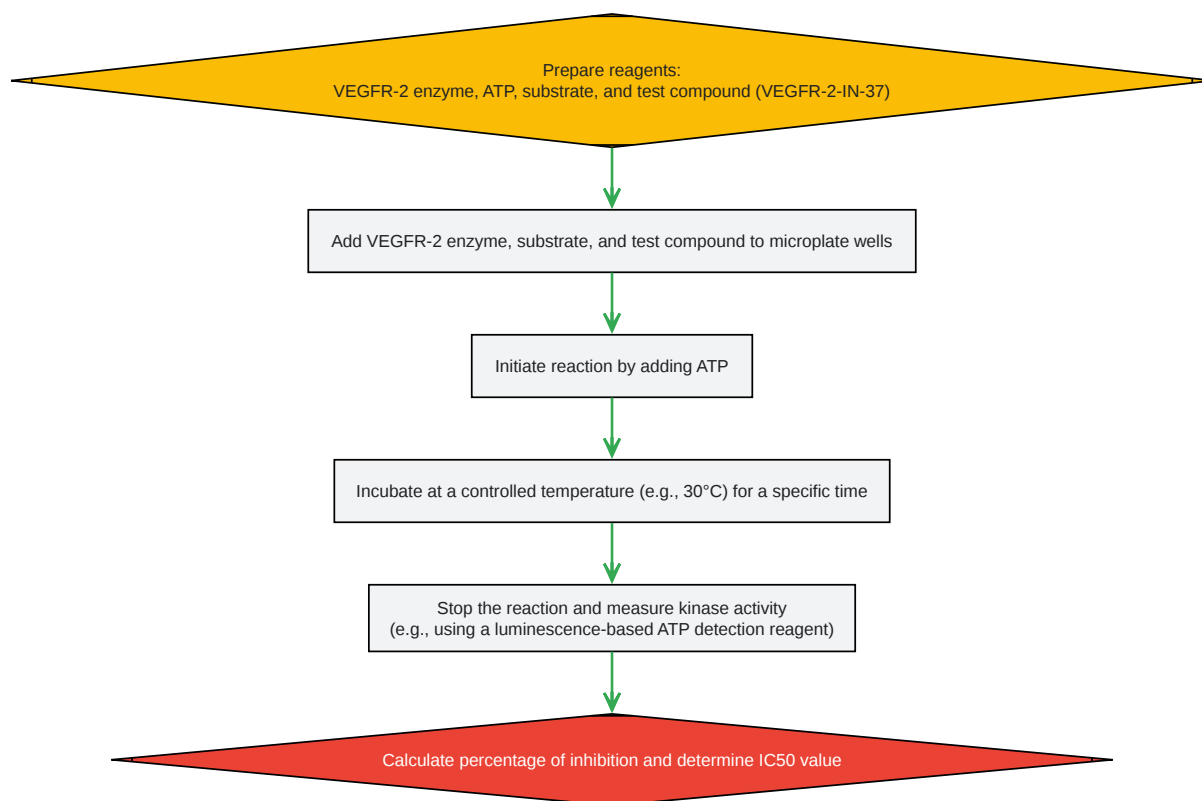 Prepare reagents:
VEGFR-2 enzyme, ATP, substrate, and test compound (VEGFR-2-IN-37)
Add VEGFR-2 enzyme, substrate, and test compound to microplate wells
Initiate reaction by adding ATP
Incubate at a controlled temperature (e.g., 30°C) for a specific time
Stop the reaction and measure kinase activity
(e.g., using a luminescence-based ATP detection reagent)
Calculate percentage of inhibition and determine IC50 value